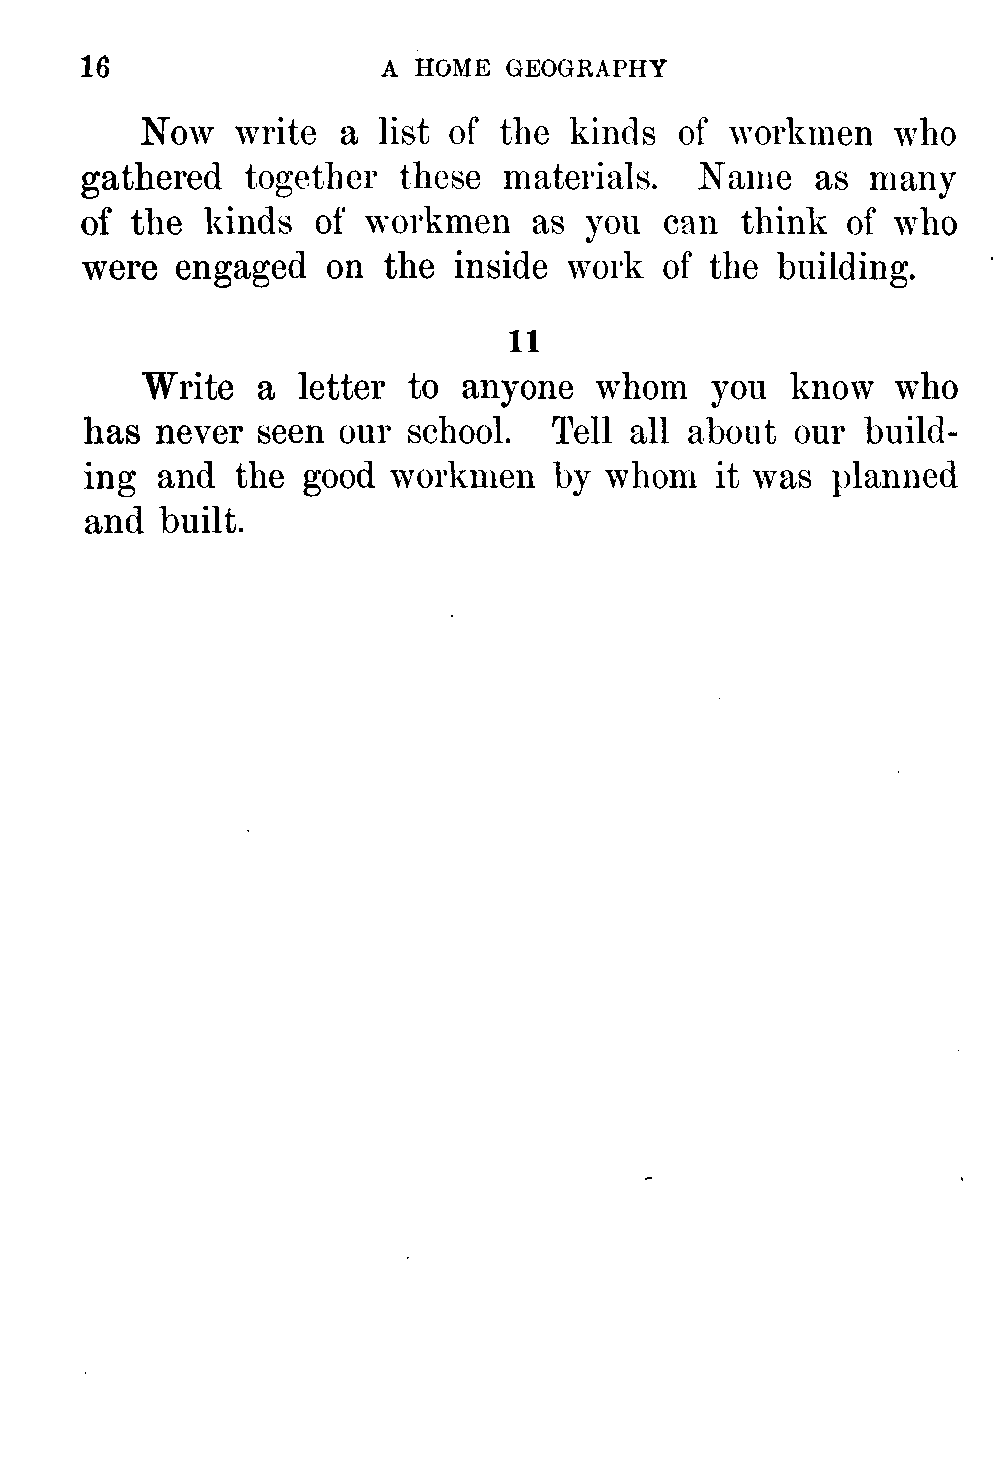 16 A HOME GEOGRAPHY
Now write a list of the kinds of workmen who
gathered together these materials. Name as many
of the kinds of workmen as you can think of who
were engaged on the inside work of the building.
11
Write a letter to anyone whom you know who
has never seen our school. Tell all about our build-
ing and the good workmen by whom it was planned
and built.